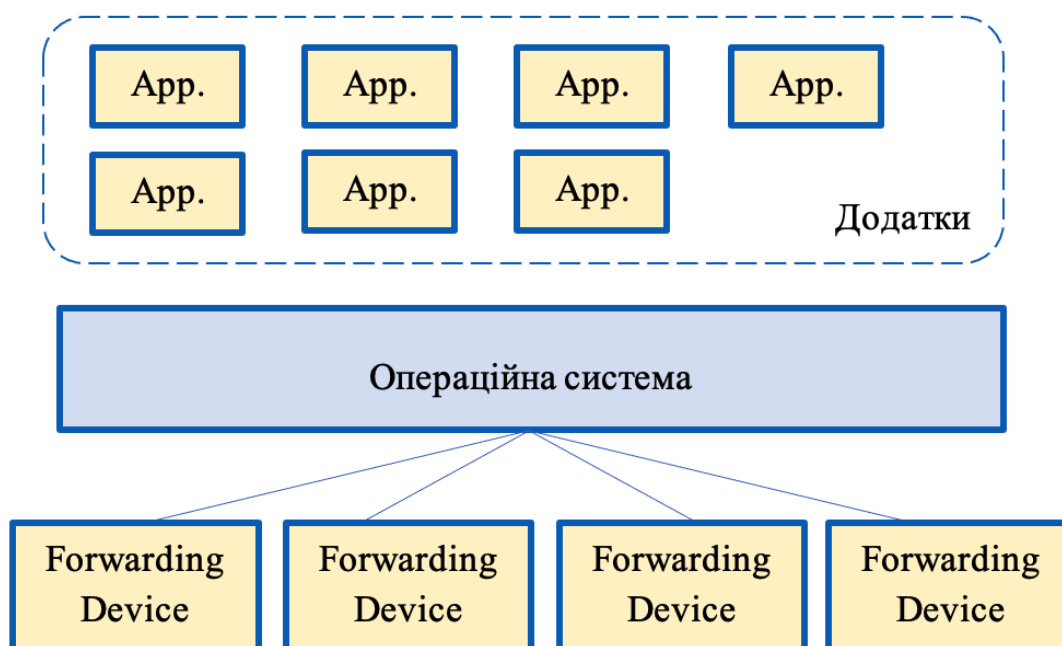 App. App. App. App.
App. App. App.
Додатки
Операційна система
Forwarding Forwarding Forwarding Forwarding
Device Device Device Device